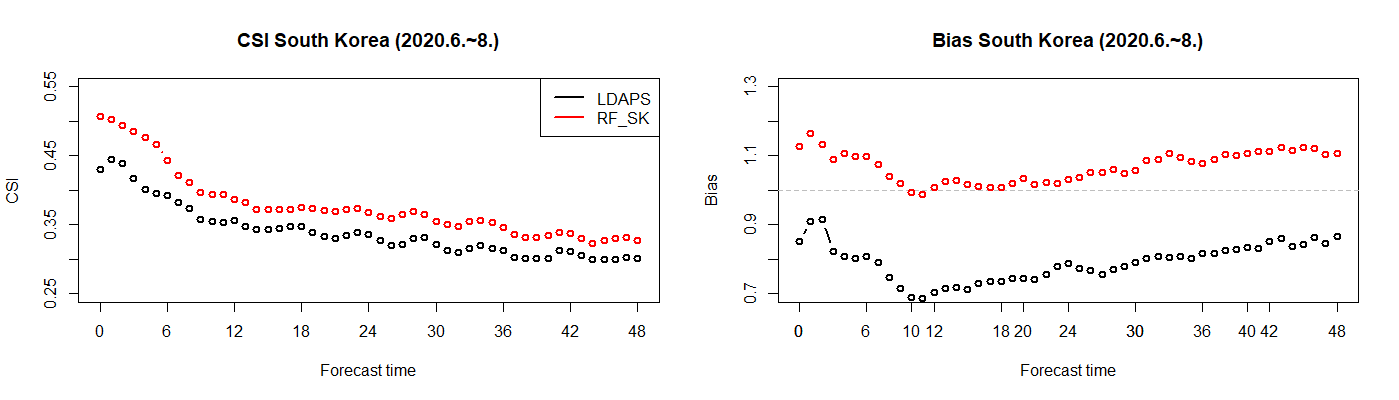 CSI South Korea (2020.6.~8.)
CSI
0.25 0.35 0.45 0.55
LDAPS
RF_SK
0 6 12 18 24 30 36 42 48
Forecast time
Bias South Korea (2020.6.~8.)
Bias
0.7 0.9 1.1 1.3
0 6 10 12 18 20 24 30 36 40 42 48
Forecast time